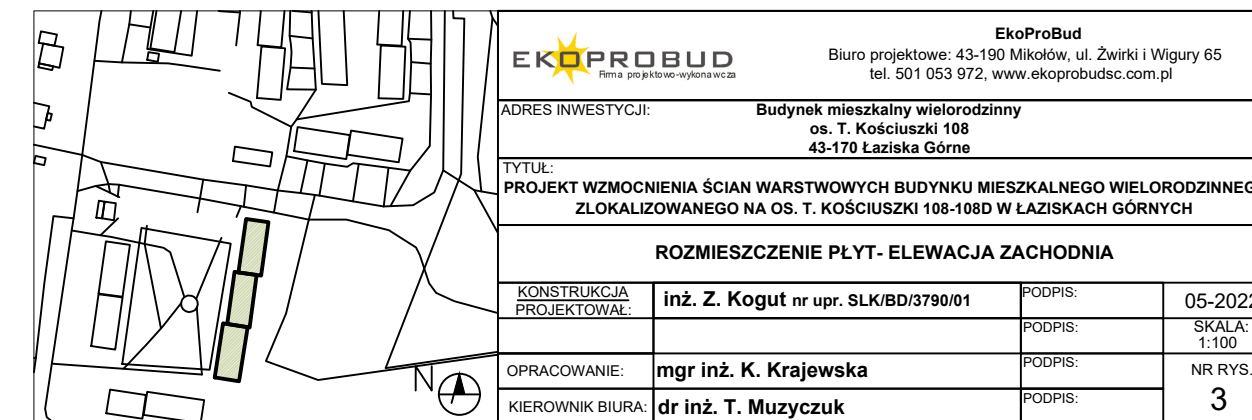 EKOPROBUD
Firma projektowo-wykonawcza
EkoProBud
Biuro projektowe: 43-190 Mikołów, ul. Żwirki i Wigury 65
tel. 501 053 972, www.ekoprobudsc.com.pl
ADRES INWESTYCJI:
Budynek mieszkalny wielorodzinny
os. T. Kościuszki 108
43-170 Łaziska Górne
TYTUŁ:
PROJEKT WZMOCNIENIA ŚCIAN WARSTWOWYCH BUDYNKU MIESZKALNEGO WIELORODZINNEG
ZLOKALIZOWANEGO NA OS. T. KOŚCIUSZKI 108-108D W ŁAZISKACH GÓRNYCH
ROZMIESZCZENIE PŁYT- ELEWACJA ZACHODNIA
KONSTRUKCJA
PROJEKTOWAŁ:
inż. Z. Kogut nr upr. SLK/BD/3790/01
PODPIS:
05-2022
PODPIS:
SKALA:
1:100
OPRACOWANIE:
mgr inż. K. Krajewska
PODPIS:
NR RYS.
3
KIEROWNIK BIURA:
dr inż. T. Muzyczuk
PODPIS:
N